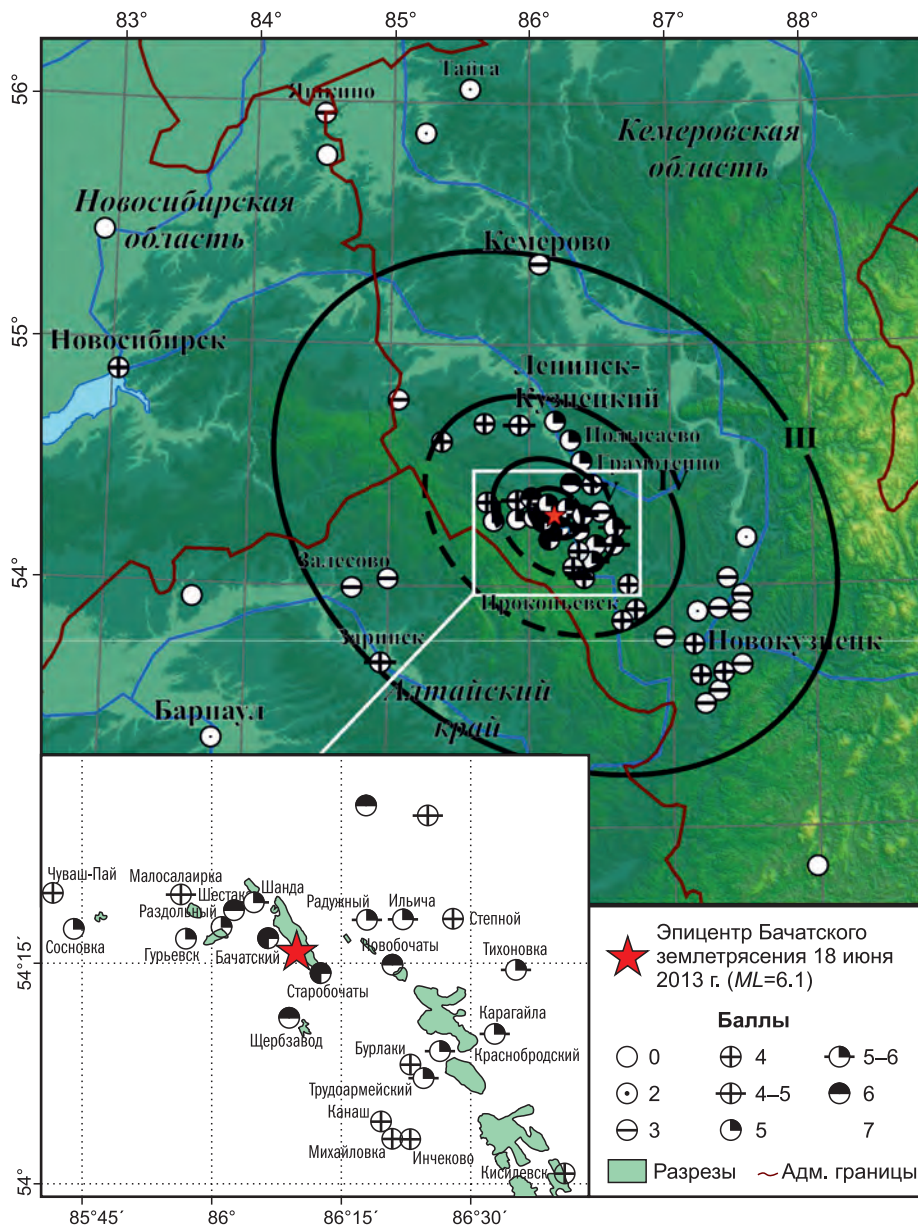 83° 84° 85° 86° 87° 88°
56°
55°
54°
Тайга
Яшкино
Кемеровская
область
Новосибирская
область
Кемерово
Новосибирск
Ленинск-
Кузнецкий
Полысаево
Грамотеино
III
IV
V
Залесово
Прокопьевск
Заринск
Новокузнецк
Алтайский
край
Барнаул
Чуваш-Пай
Малосалаирка
Шанда
Раздольный
Радужный
Ильича
Степной
Сосновка
Гурьевск
Бачатский
Новобочаты
Тихоновка
54°15'
Старобочаты
Щербзавод
Карагайла
Бурлаки
Краснобродский
Трудоармейский
Канаш
Михайловка
Инчеково
Кисилевск
54°
85°45' 86° 86°15' 86°30'
Эпицентр Бачатского
землетрясения 18 июня
2013 г. (ML=6.1)
Баллы
0 4 5–6
2 4–5 6
3 5 7
Разрезы Адм. границы